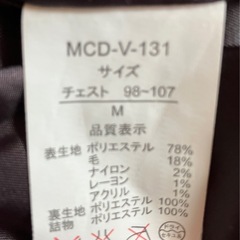 MCD-V-131
サイズ
チェスト 98~107
M
品質表示
表生地 ポリエステル 78%
毛 18%
ナイロン 2%
レーヨン 1%
アクリル 1%
裏生地 ポリエステル 100%
詰物 ポリエステル 100%
ドライ